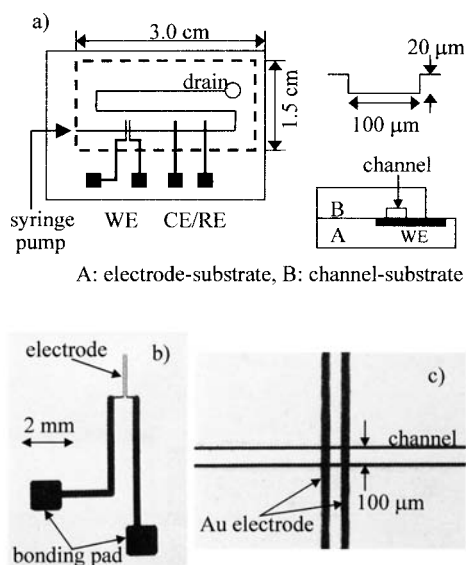 a)
3.0 cm
drain
1.5 cm
20 μm
100 μm
syringe
pump
WE
CE/RE
channel
B
A
WE
A: electrode-substrate, B: channel-substrate
b)
electrode
2 mm
bonding pad
c)
channel
Au electrode
100 μm